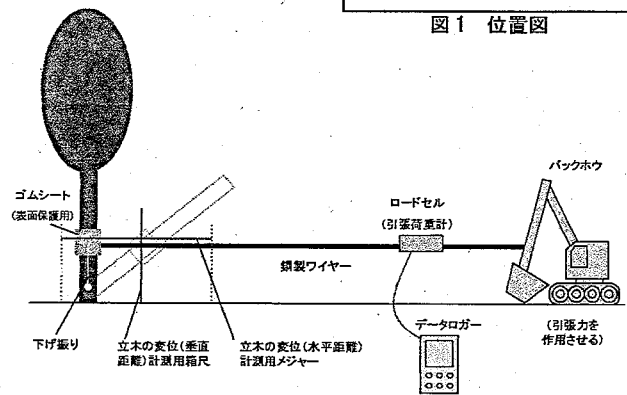 図1 位置図
バックホウ
ゴムシート
(表面保護用)
ロードセル
(引張荷重計)
鋼製ワイヤー
下げ振り
立木の変位(垂直
距離)計測用箱尺
立木の変位(水平距離)
計測用メジャー
データロガー
(引張力を
作用させる)